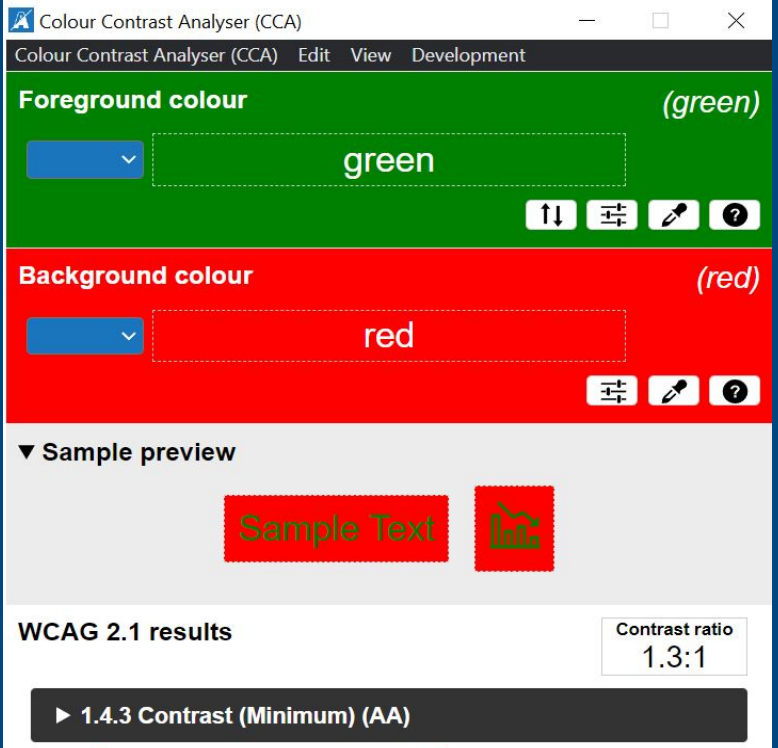 Colour Contrast Analyser (CCA)
Colour Contrast Analyser (CCA) Edit View Development
Foreground colour (green)
green
Background colour (red)
red
▼ Sample preview
Sample Text
WCAG 2.1 results
Contrast ratio
1.3:1
▶ 1.4.3 Contrast (Minimum) (AA)